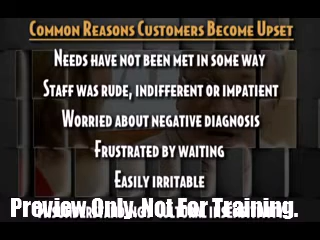 Common Reasons Customers Become Upset
Needs have not been met in some way
Staff was rude, indifferent or impatient
Worried about negative diagnosis
Frustrated by waiting
Easily irritable
Preview Only. Not For Training.